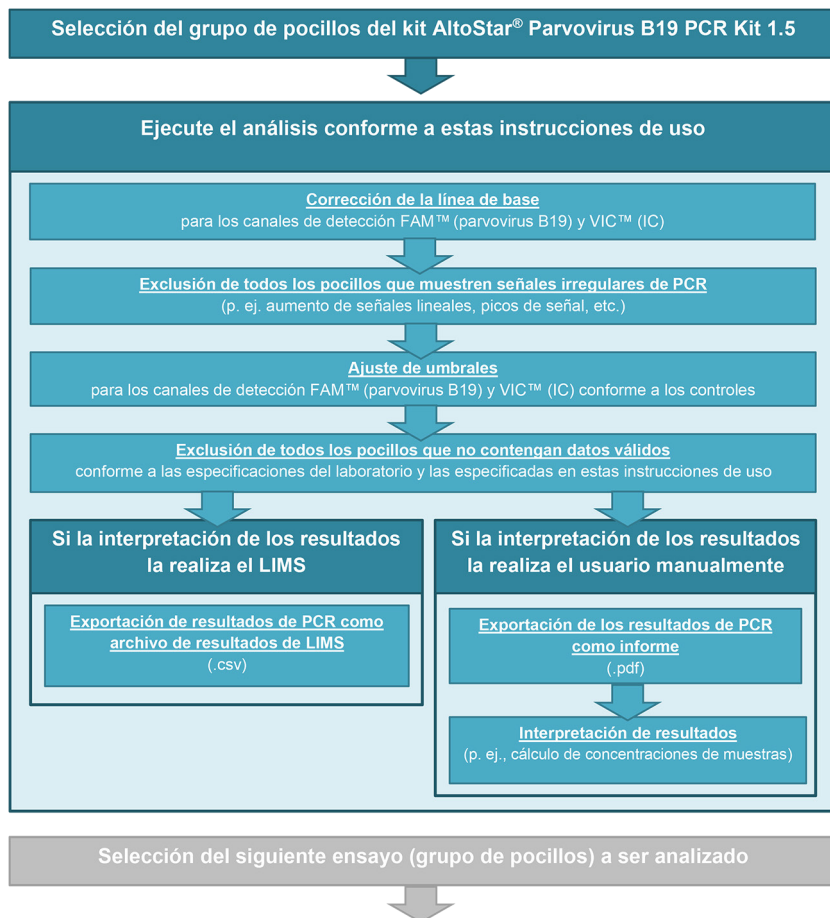 Selección del grupo de pocillos del kit AltoStar® Parvovirus B19 PCR Kit 1.5
Ejecute el análisis conforme a estas instrucciones de uso
Corrección de la línea de base
para los canales de detección FAM™ (parvovirus B19) y VIC™ (IC)
Exclusión de todos los pocillos que muestren señales irregulares de PCR
(p. ej. aumento de señales lineales, picos de señal, etc.)
Ajuste de umbrales
para los canales de detección FAM™ (parvovirus B19) y VIC™ (IC) conforme a los controles
Exclusión de todos los pocillos que no contengan datos válidos
conforme a las especificaciones del laboratorio y las especificadas en estas instrucciones de uso
Si la interpretación de los resultados
la realiza el LIMS
Exportación de resultados de PCR como
archivo de resultados de LIMS
(.csv)
Si la interpretación de los resultados
la realiza el usuario manualmente
Exportación de los resultados de PCR
como informe
(.pdf)
Interpretación de resultados
(p. ej., cálculo de concentraciones de muestras)
Selección del siguiente ensayo (grupo de pocillos) a ser analizado